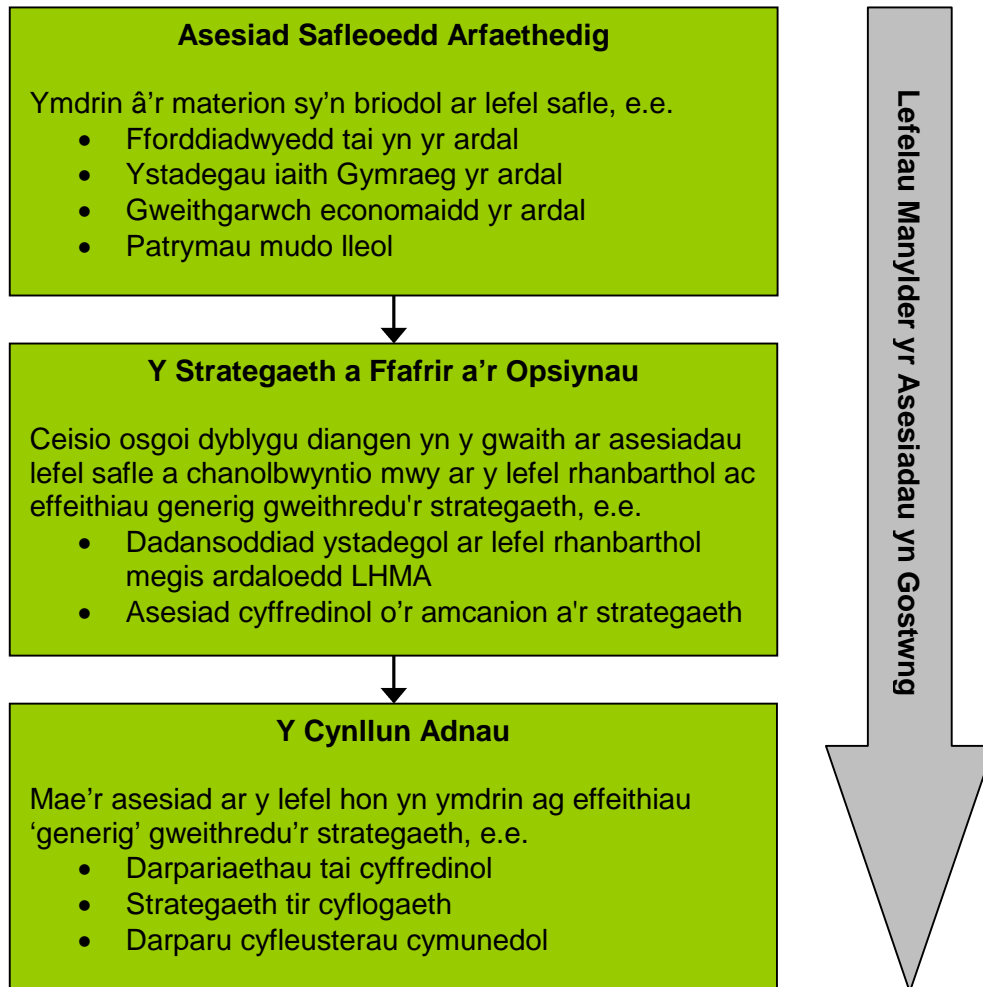 Asesiad Safleoedd Arfaethedig
Ymdrin â'r materion sy'n briodol ar lefel safle, e.e.
• Fforddiadwyedd tai yn yr ardal
• Ystadegau iaith Gymraeg yr ardal
• Gweithgarwch economaidd yr ardal
• Patrymau mudo lleol
Y Strategaeth a Ffafrir a'r Opsiynau
Ceisio osgoi dyblygu diangen yn y gwaith ar asesiadau
lefel safle a chanolbwyntio mwy ar y lefel rhanbarthol ac
effeithiau generig gweithredu'r strategaeth, e.e.
• Dadansoddiad ystadegol ar lefel rhanbarthol
megis ardaloedd LHMA
• Asesiad cyffredinol o'r amcanion a'r strategaeth
Y Cynllun Adnau
Mae'r asesiad ar y lefel hon yn ymdrin ag effeithiau
'generig' gweithredu'r strategaeth, e.e.
• Darpariaethau tai cyffredinol
• Strategaeth tir cyflogaeth
• Darparu cyfleusterau cymunedol
Lefelau Manylder yr Asesiadau yn Gostwng